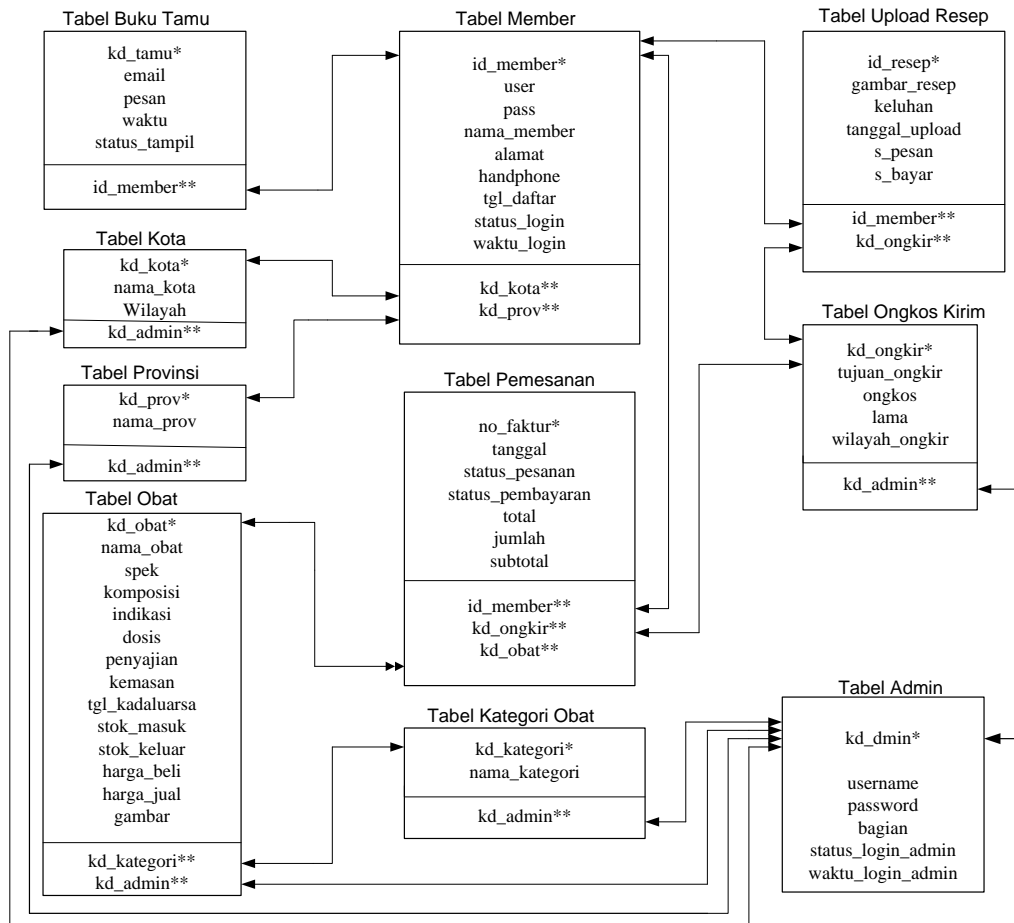 Tabel Buku Tamu
kd_tamu*
email
pesan
waktu
status_tampil
id_member**
Tabel Member
id_member*
user
pass
nama_member
alamat
handphone
tgl_daftar
status_login
waktu_login
kd_kota**
kd_prov**
Tabel Upload Resep
id_resep*
gambar_resep
keluhan
tanggal_upload
s_pesan
s_bayar
id_member**
kd_ongkir**
Tabel Kota
kd_kota*
nama_kota
Wilayah
kd_admin**
Tabel Provinsi
kd_prov*
nama_prov
kd_admin**
Tabel Pemesanan
no_faktur*
tanggal
status_pesanan
status_pembayaran
total
jumlah
subtotal
id_member**
kd_ongkir**
kd_obat**
Tabel Ongkos Kirim
kd_ongkir*
tujuan_ongkir
ongkos
lama
wilayah_ongkir
kd_admin**
Tabel Obat
kd_obat*
nama_obat
spek
komposisi
indikasi
dosis
penyajian
kemasan
tgl_kadaluarsa
stok_masuk
stok_keluar
harga_beli
harga_jual
gambar
kd_kategori**
kd_admin**
Tabel Kategori Obat
kd_kategori*
nama_kategori
kd_admin**
Tabel Admin
kd_dmin*
username
password
bagian
status_login_admin
waktu_login_admin